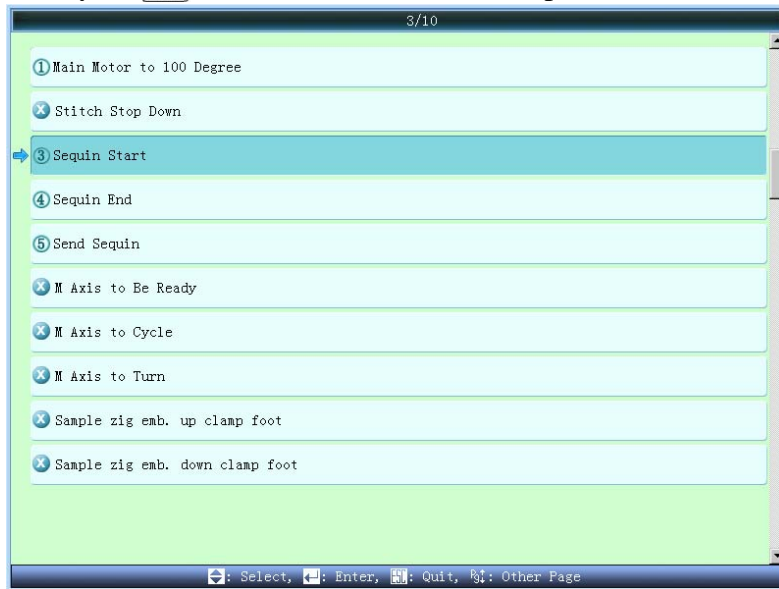 3/10
①Main Motor to 100 Degree
X Stitch Stop Down
③Sequin Start
④Sequin End
⑤Send Sequin
X M Axis to Be Ready
X M Axis to Cycle
X M Axis to Turn
X Sample zig emb. up clamp foot
X Sample zig emb. down clamp foot
: Select, : Enter, : Quit, : Other Page